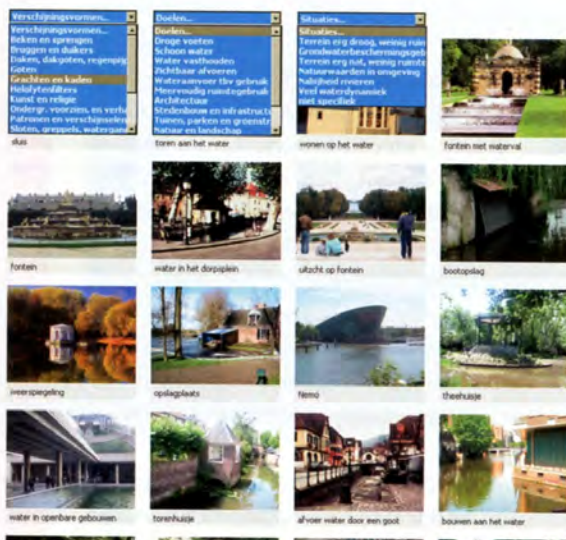 Verschijningsvormen...
Verschijningsvormen...
Beken en sprengen
Bruggen en duikers
Daken, dakgoten, regenpijp
Goten
Grachten en kaden
Helofytenfilters
Kunst en religie
Ondergr. voorzien, en verha
Patronen en verschijnselen
Sloten, greppels, watergan
sluis
Doelen...
Doelen...
Droge voeten
Schoon water
Water vasthouden
Zichtbaar afvoeren
Wateraanvoer tbv gebruik
Meervoudig ruimtegebruik
Architectuur
Stedenbouw en infrastructu
Tuinen, parken en groenstr
Natuur en landschap
toren aan het water
Situaties...
Situaties...
Terrein erg droog, weinig ruim
Grondwaterbeschermingsgeb
Terrein erg nat, weinig ruimte
Natuurwaarden in omgeving
Nabijheid rivieren
Veel waterdynamiek
niet specifiek
wonen op het water
fontein met waterval
fontein
water in het dorpsplein
uitzicht op fontein
bootopslag
weerspiegeling
opslagplaats
Nemo
theehuisje
water in openbare gebouwen
torenhuisje
afvoer water door een goot
bouwen aan het water